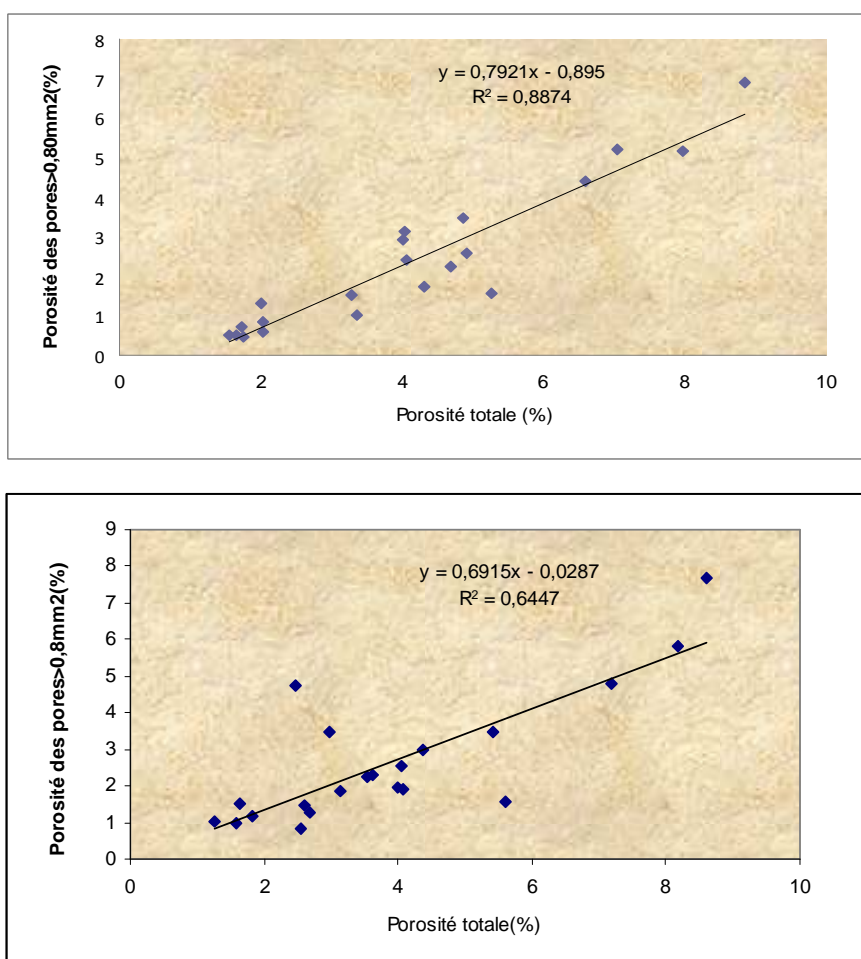 8
7
6
5
4
3
2
1
0
Porosité des pores>0,80mm2(%)
y = 0,7921x - 0,895
R² = 0,8874
0 2 4 6 8 10
Porosité totale (%)
9
8
7
6
5
4
3
2
1
0
Porosité des pores>0,8mm2(%)
y = 0,6915x - 0,0287
R² = 0,6447
0 2 4 6 8 10
Porosité totale(%)